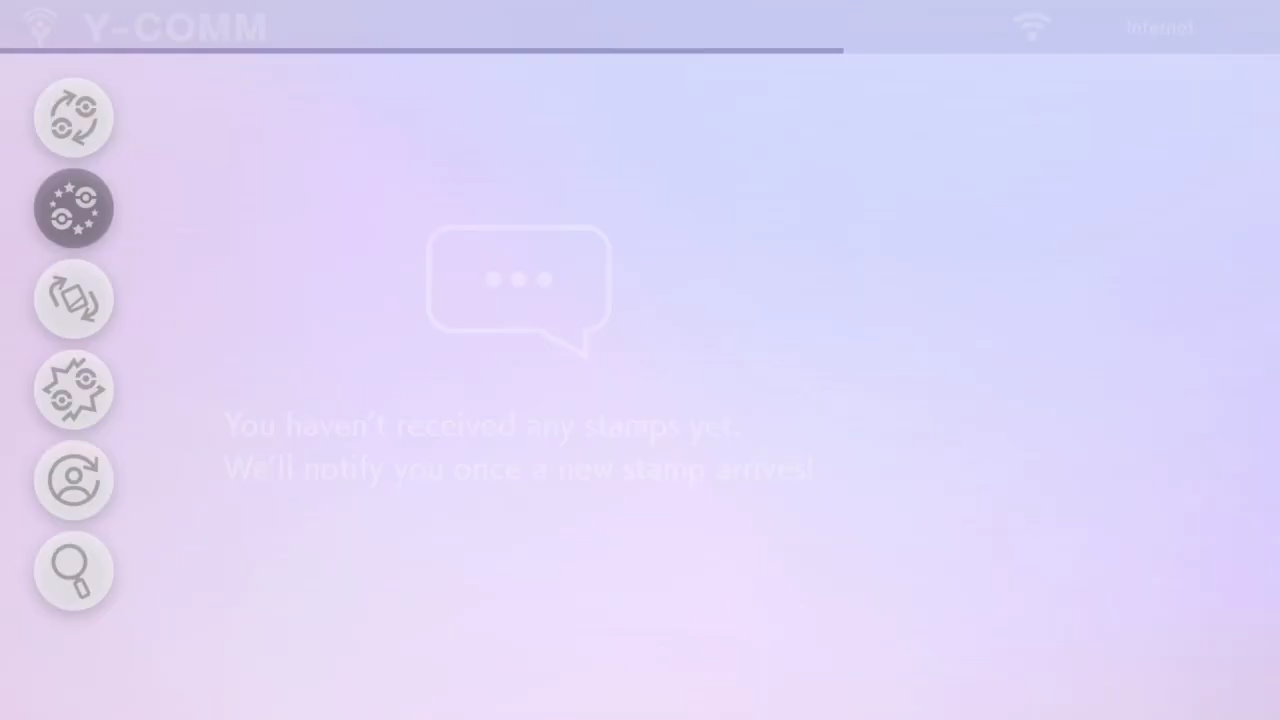 Y-COMM
Internet
You haven't received any stamps yet.
We'll notify you once a new stamp arrives!